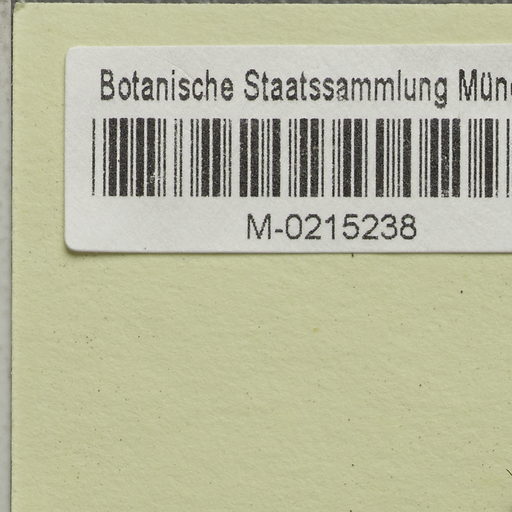 Botanische Staatssammlung Mün
M-0215238